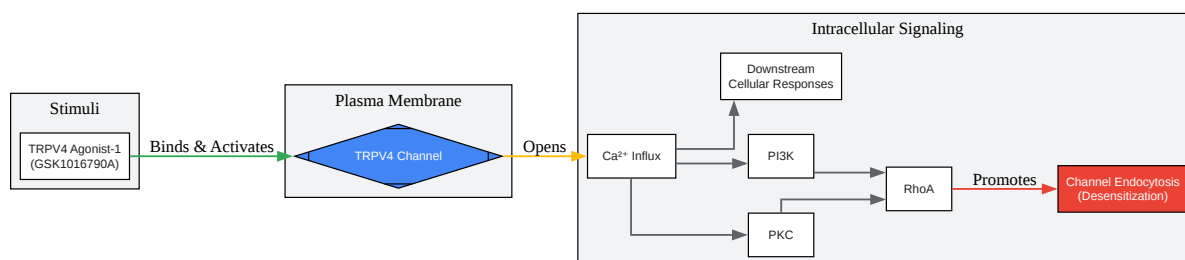 Stimuli
TRPV4 Agonist-1
(GSK1016790A)
Binds & Activates
Plasma Membrane
TRPV4 Channel
Opens
Intracellular Signaling
Downstream
Cellular Responses
Ca²⁺ Influx
PI3K
PKC
RhoA
Promotes
Channel Endocytosis
(Desensitization)